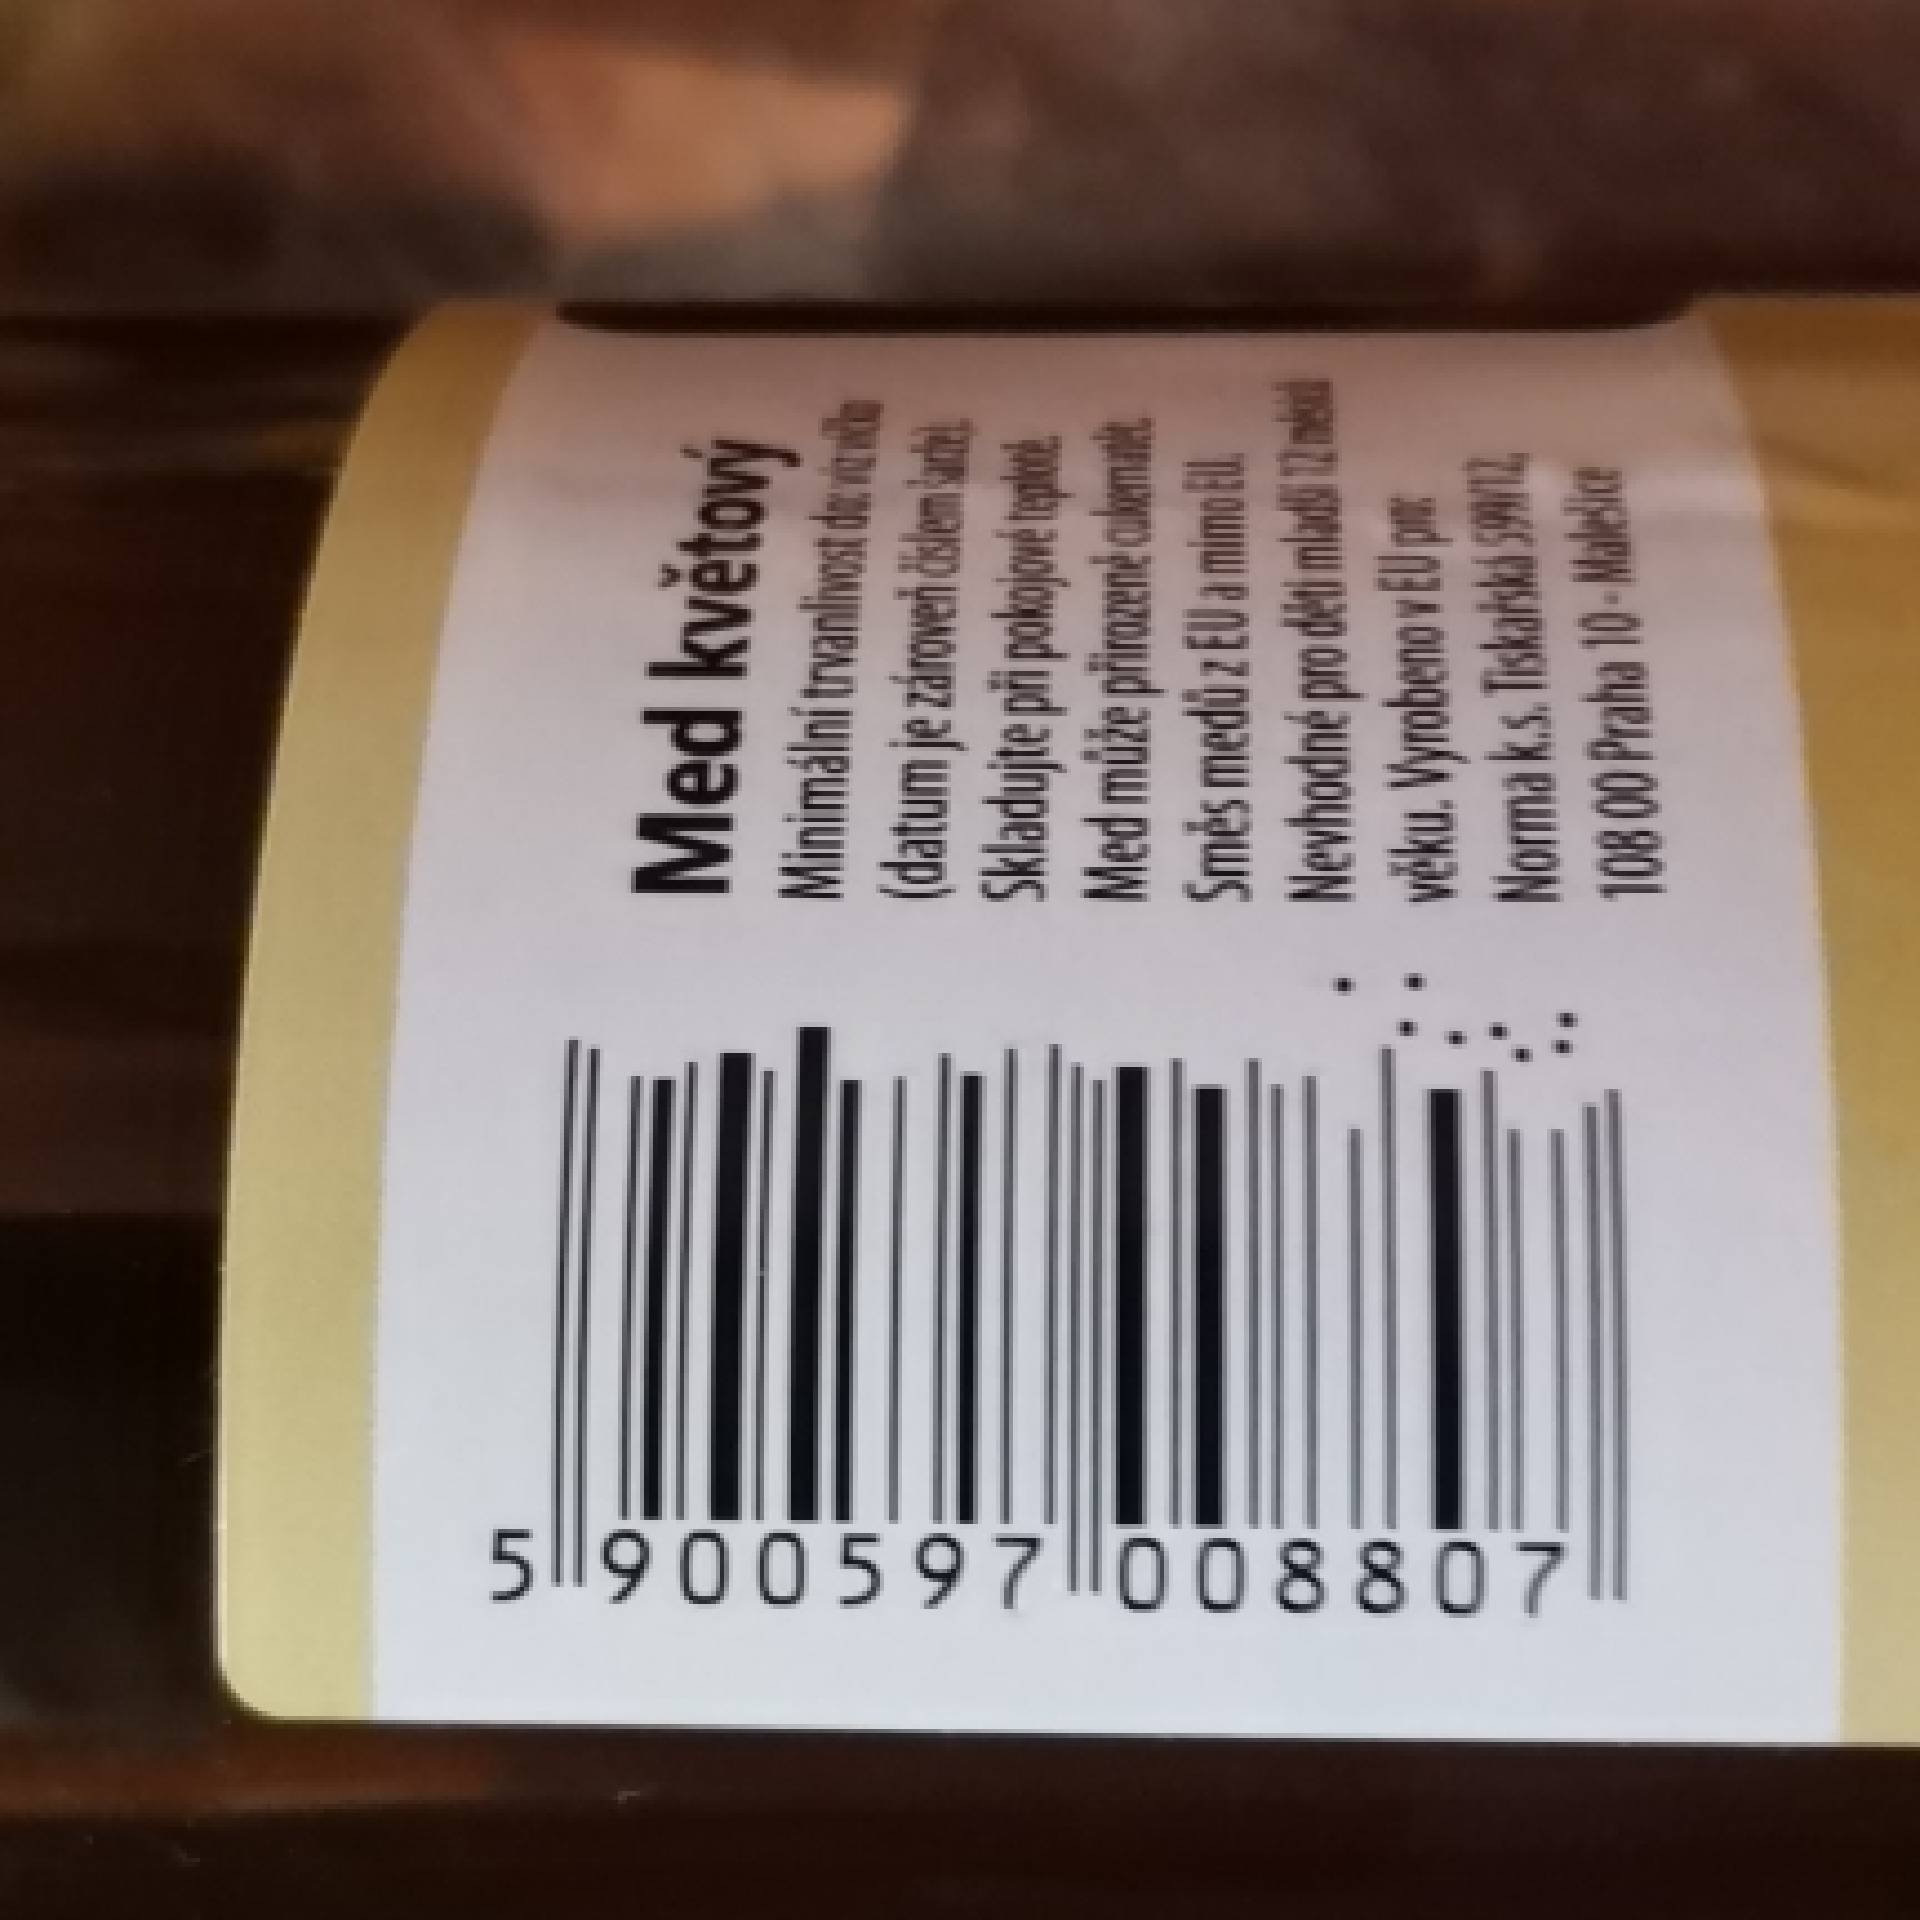 Med květový
Minimální trvanlivost do: viz víčko
(datum je zároveň číslem šarže).
Skladujte při pokojové teplotě.
Med může přirozeně cukernatět.
Směs medů z EU a mimo EU.
Nevhodné pro děti mladší 12 měsíců
věku. Vyrobeno v EU pro:
Norma k.s. Tiskařská 599/12,
108 00 Praha 10 - Malešice
5 900597 008807